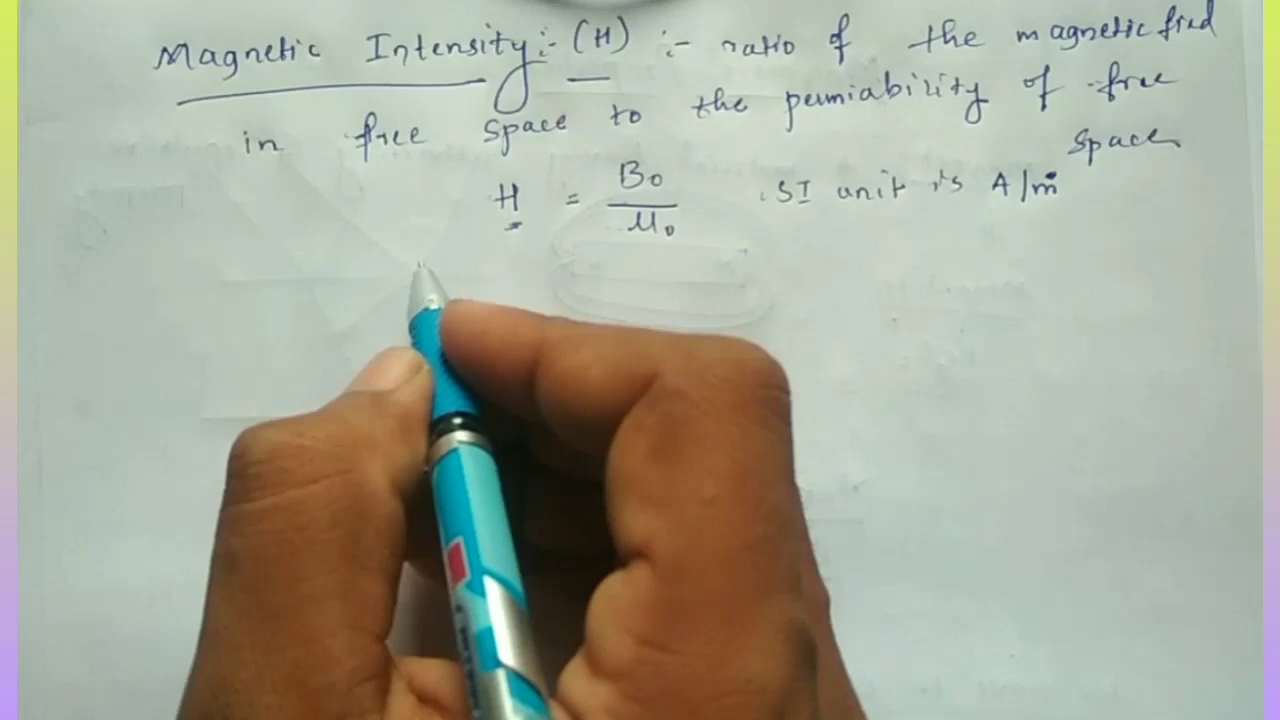 Magnetic Intensity :- (H) :- ratio of the magnetic fied
in free space to the permiability of free
space
H = B₀/μ₀ . SI unit is A/m